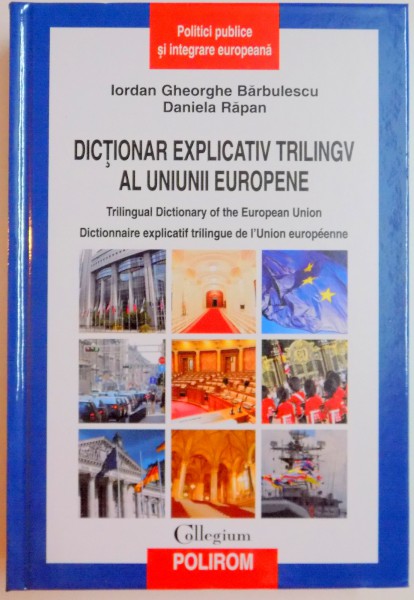 Politici publice
și integrare europeană
Iordan Gheorghe Bărbulescu
Daniela Răpan
DICŢIONAR EXPLICATIV TRILINGV
AL UNIUNII EUROPENE
Trilingual Dictionary of the European Union
Dictionnaire explicatif trilingue de l'Union européenne
Collegium
POLIROM